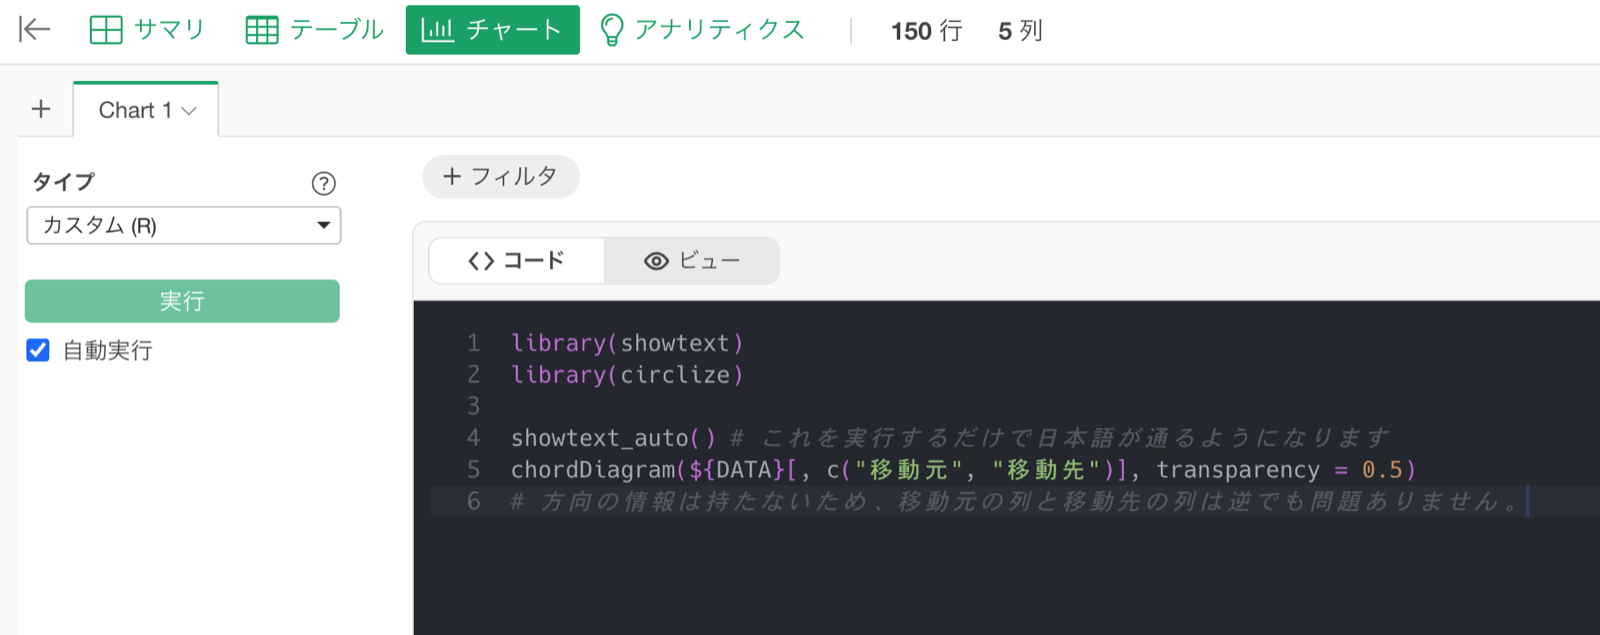 サマリ テーブル チャート アナリティクス 150 行 5 列
+ Chart 1
タイプ ?
カスタム (R)
実行
自動実行
+ フィルタ
<> コード ビュー
1 library(showtext)
2 library(circlize)
3
4 showtext_auto() # これを実行するだけで日本語が通るようになります
5 chordDiagram(${DATA}[, c("移動元", "移動先")], transparency = 0.5)
6 # 方向の情報は持たないため、移動元の列と移動先の列は逆でも問題ありません。